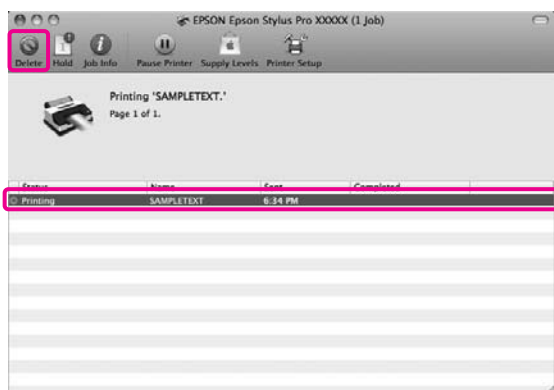 EPSON Epson Stylus Pro XXXXX (1 Job)
Delete Hold Job Info Pause Printer Supply Levels Printer Setup
Printing 'SAMPLETEXT.'
Page 1 of 1.
Status Name Sent Completed
Printing SAMPLETEXT 6:34 PM